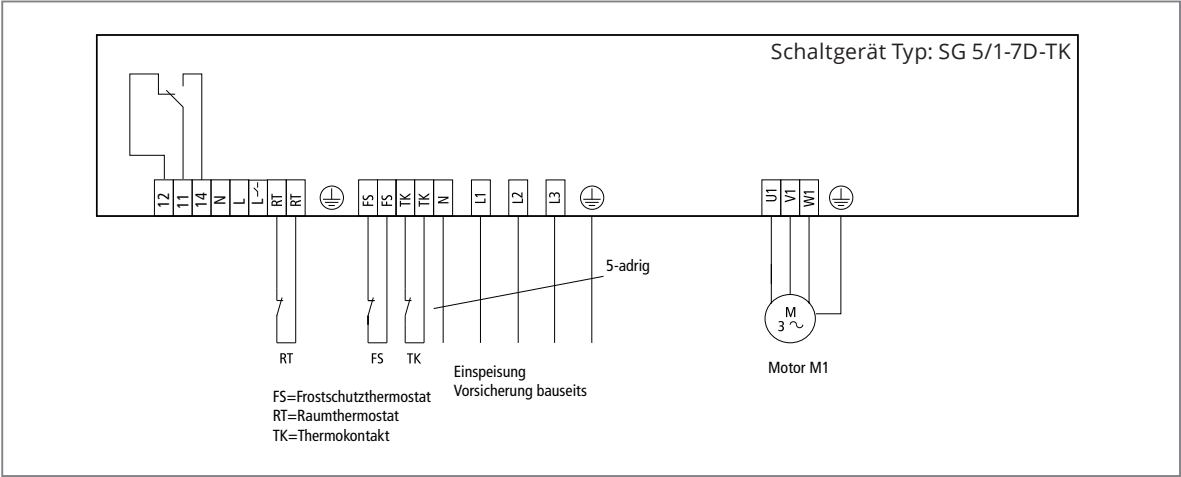 Schaltgerät Typ: SG 5/1-7D-TK
12 11 14 N L L RT RT FS FS TK TK N L1 L2 L3 U1 V1 W1
5-adrig
M
3 ~
RT FS TK
Einspeisung
Vorsicherung bauseits
Motor M1
FS=Frostschutzthermostat
RT=Raumthermostat
TK=Thermokontakt